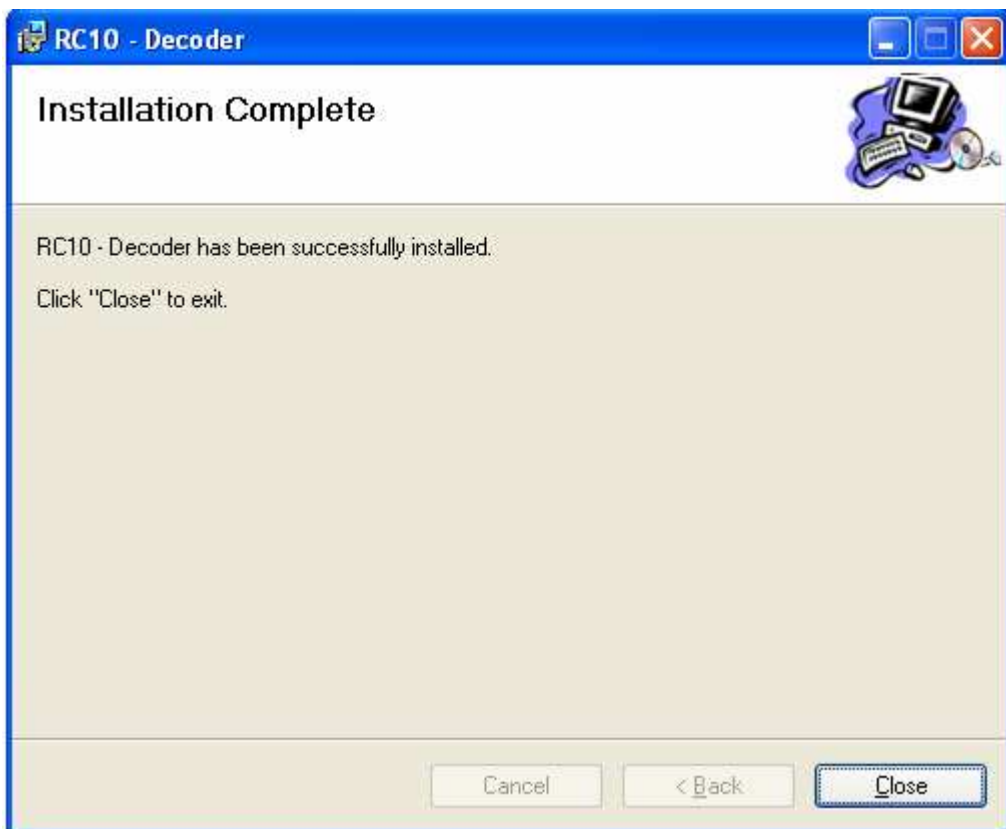 RC10 - Decoder
Installation Complete
RC10 - Decoder has been successfully installed.
Click "Close" to exit.
Cancel
< Back
Close